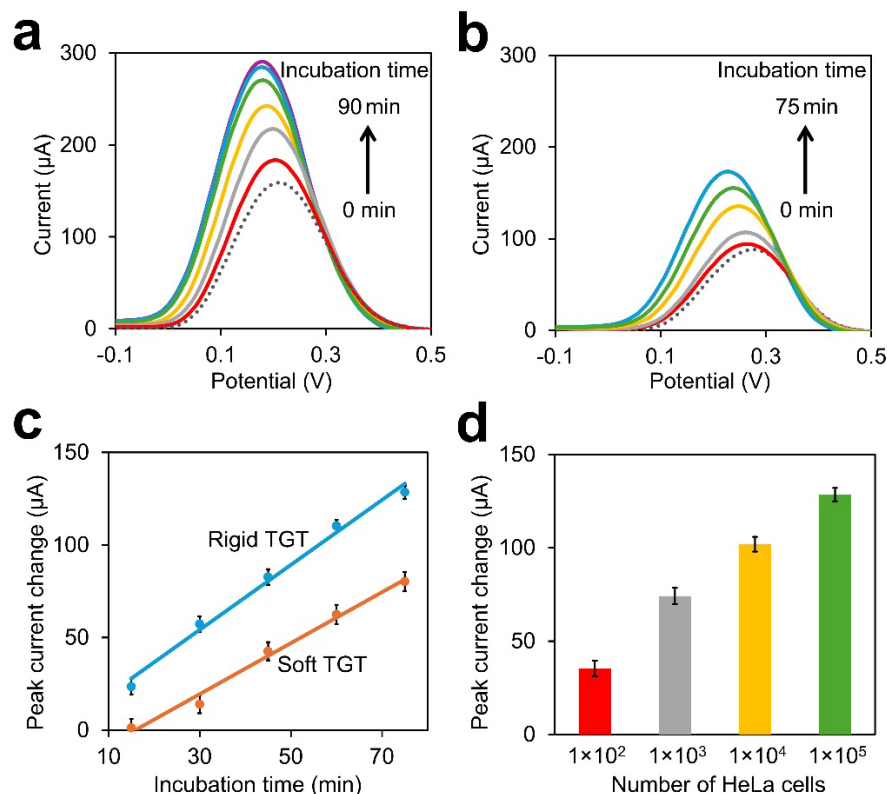 a
300
200
100
0
Current (µA)
Incubation time
90 min
0 min
-0.1
0.1
0.3
0.5
Potential (V)
b
300
200
100
0
Current (µA)
Incubation time
75 min
0 min
-0.1
0.1
0.3
0.5
Potential (V)
c
150
100
50
0
Peak current change (µA)
Rigid TGT
Soft TGT
10
30
50
70
Incubation time (min)
d
150
100
50
0
Peak current change (µA)
1×10²
1×10³
1×10⁴
1×10⁵
Number of HeLa cells